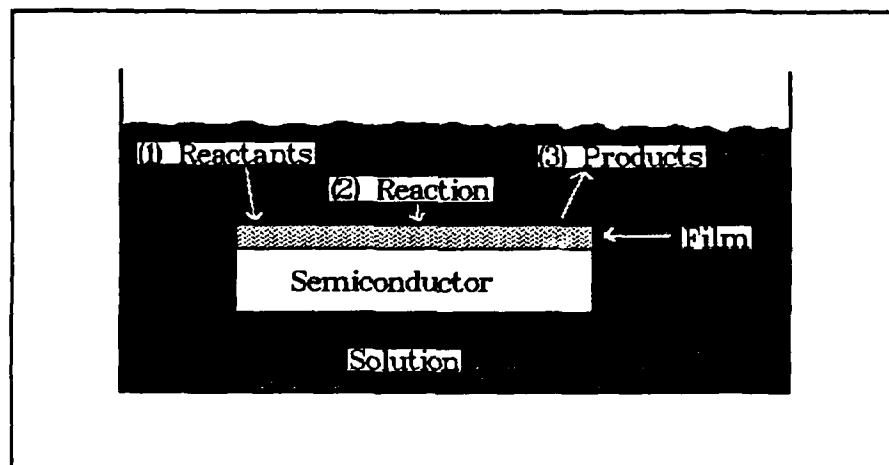 (1) Reactants
(3) Products
(2) Reaction
Film
Semiconductor
Solution